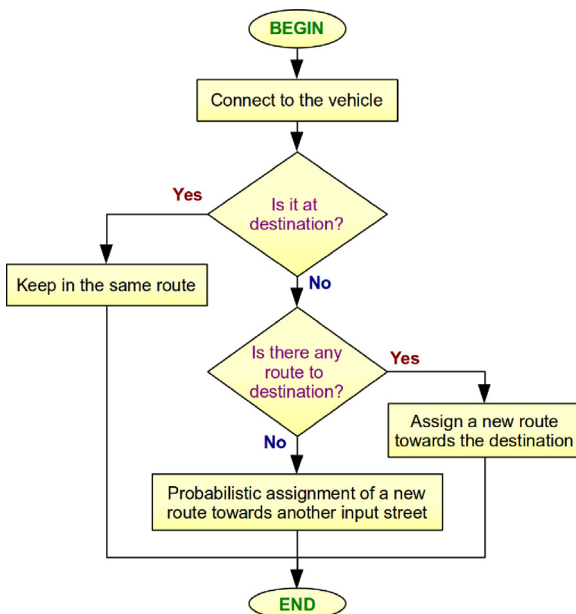 BEGIN
Connect to the vehicle
Yes
Is it at
destination?
Keep in the same route
No
Is there any
route to
destination?
Yes
Assign a new route
towards the destination
No
Probabilistic assignment of a new
route towards another input street
END